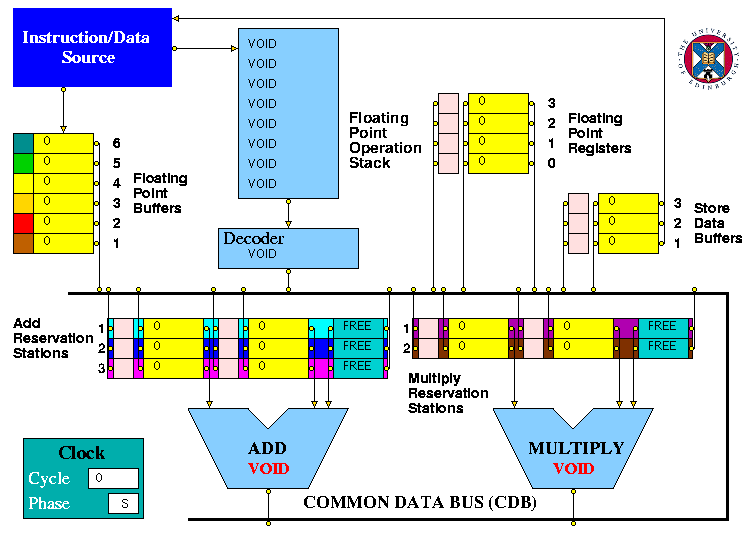 Instruction/Data
Source
VOID
VOID
VOID
VOID
VOID
VOID
VOID
VOID
Floating
Point
Operation
Stack
0 3
0 2
0 1
0 0
Floating
Point
Registers
THE UNIVERSITY
OF EDINBURGH
0 6
0 5
0 4
0 3
0 2
0 1
Floating
Point
Buffers
0 3
0 2
0 1
Store
Data
Buffers
Decoder
VOID
Add
Reservation
Stations
1 0 0 FREE
2 0 0 FREE
3 0 0 FREE
1 0 0 FREE
2 0 0 FREE
Multiply
Reservation
Stations
ADD
VOID
MULTIPLY
VOID
Clock
Cycle 0
Phase S
COMMON DATA BUS (CDB)